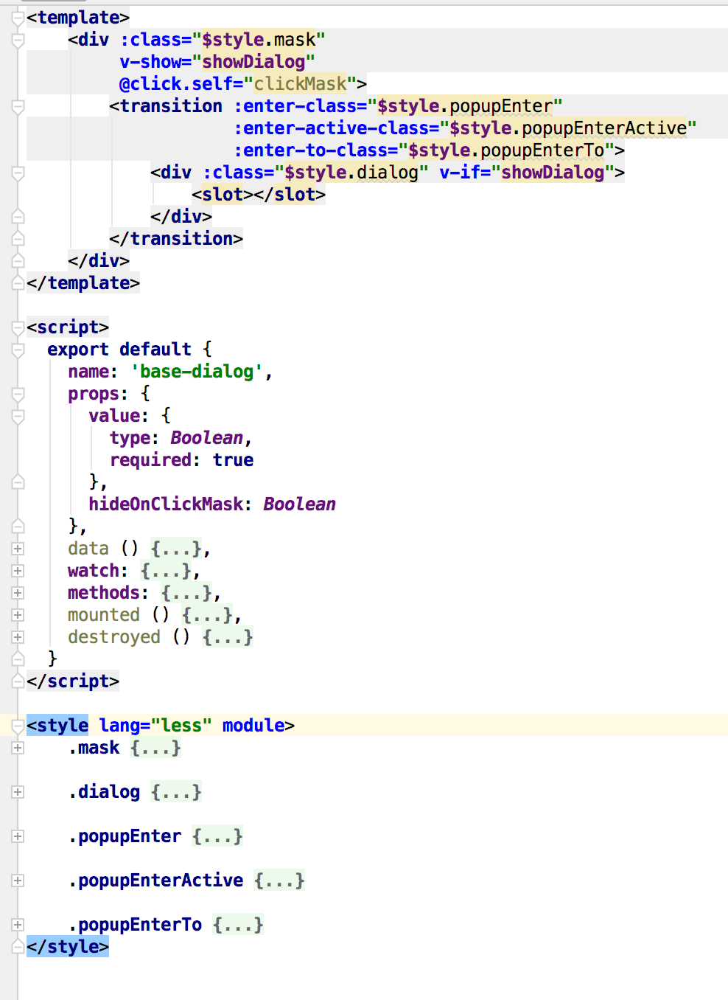 <template>
<div :class="$style.mask"
v-show="showDialog"
@click.self="clickMask">
<transition :enter-class="$style.popupEnter"
:enter-active-class="$style.popupEnterActive"
:enter-to-class="$style.popupEnterTo">
<div :class="$style.dialog" v-if="showDialog">
<slot></slot>
</div>
</transition>
</div>
</template>
<script>
export default {
name: 'base-dialog',
props: {
value: {
type: Boolean,
required: true
},
hideOnClickMask: Boolean
},
data () {...},
watch: {...},
methods: {...},
mounted () {...},
destroyed () {...}
}
</script>
<style lang="less" module>
.mask {...}
.dialog {...}
.popupEnter {...}
.popupEnterActive {...}
.popupEnterTo {...}
</style>